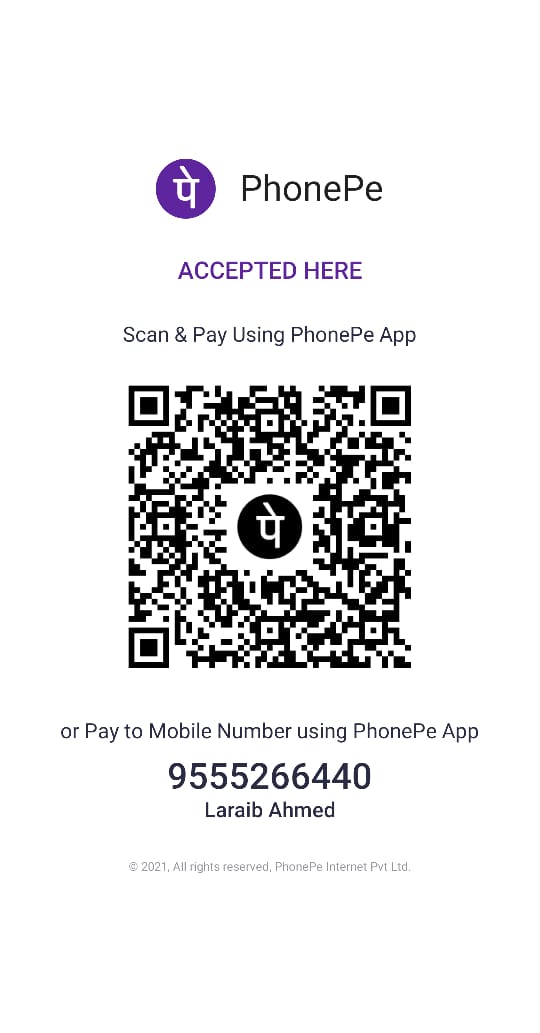 पे PhonePe
ACCEPTED HERE
Scan & Pay Using PhonePe App
पे
or Pay to Mobile Number using PhonePe App
9555266440
Laraib Ahmed
© 2021, All rights reserved, PhonePe Internet Pvt Ltd.